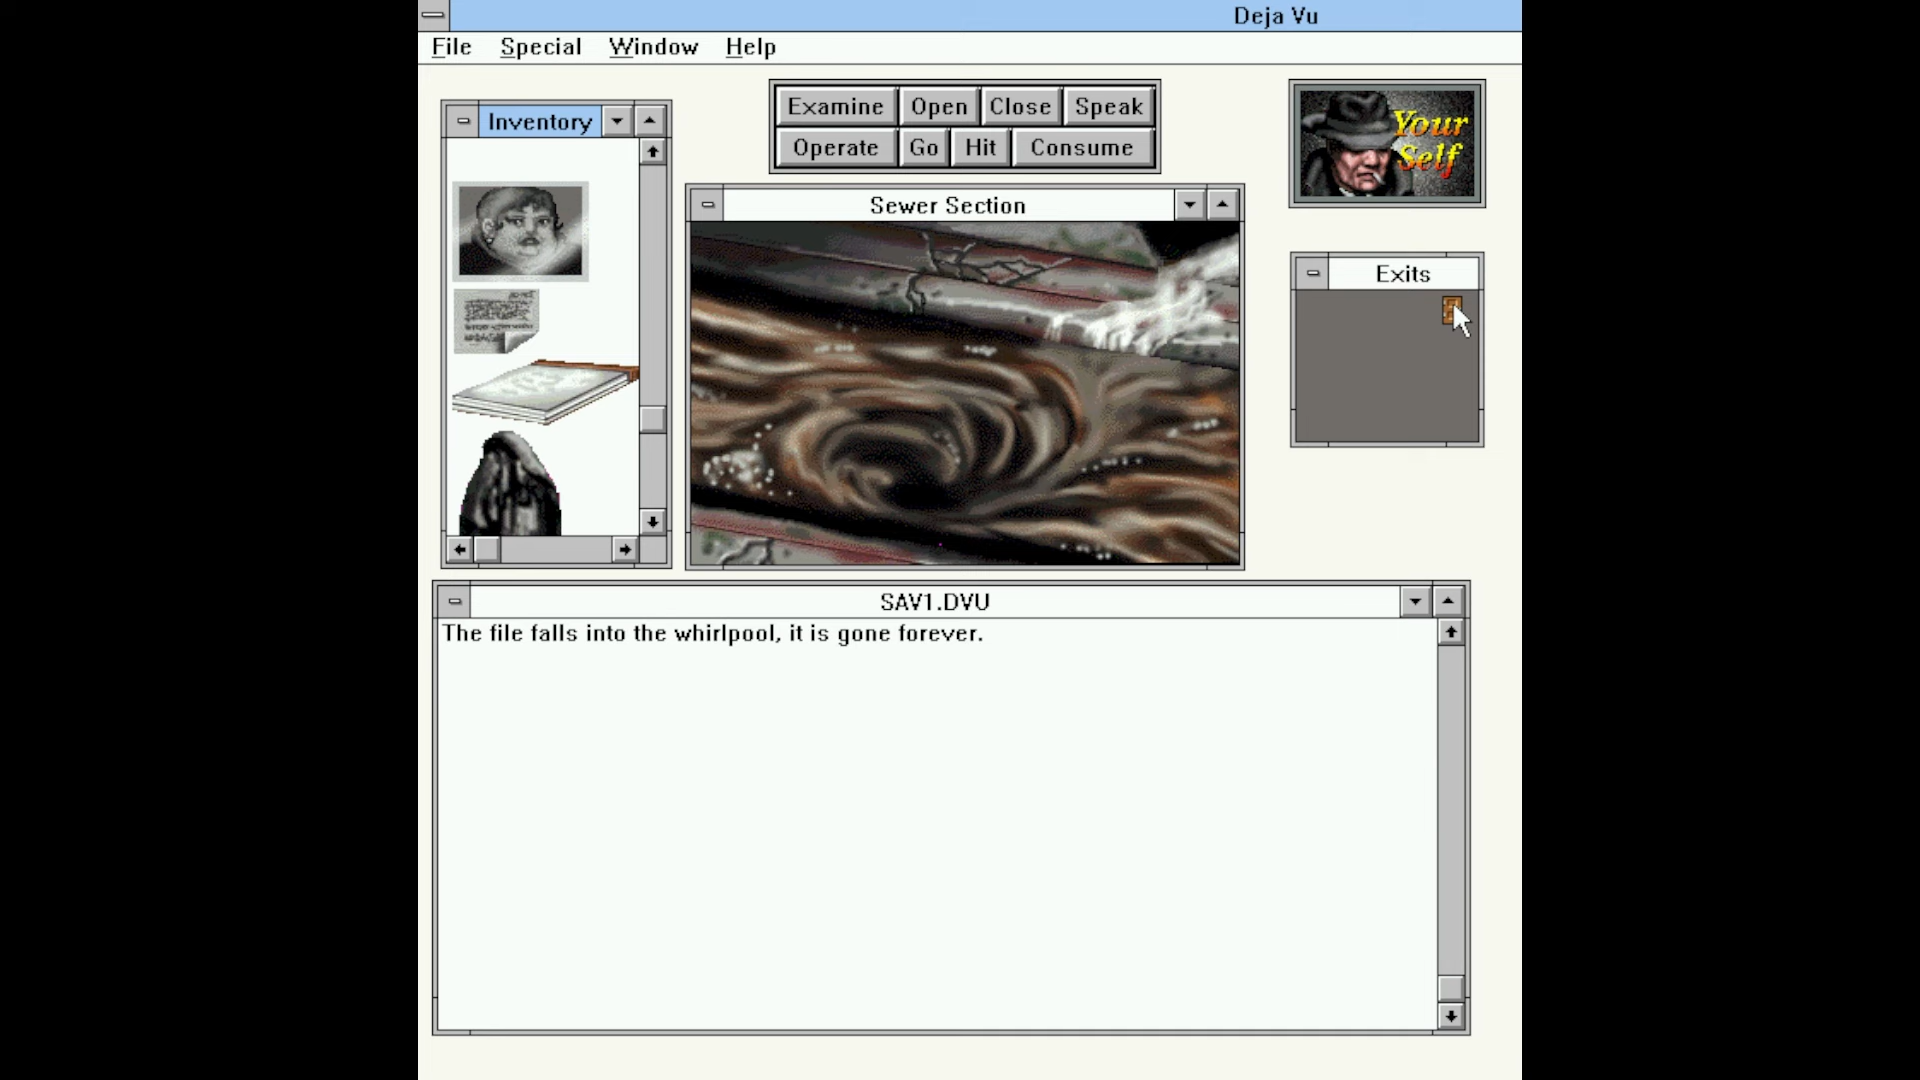 Deja Vu
File Special Window Help
Inventory
Examine Open Close Speak
Operate Go Hit Consume
Your
Self
Sewer Section
Exits
SAV1.DVU
The file falls into the whirlpool, it is gone forever.